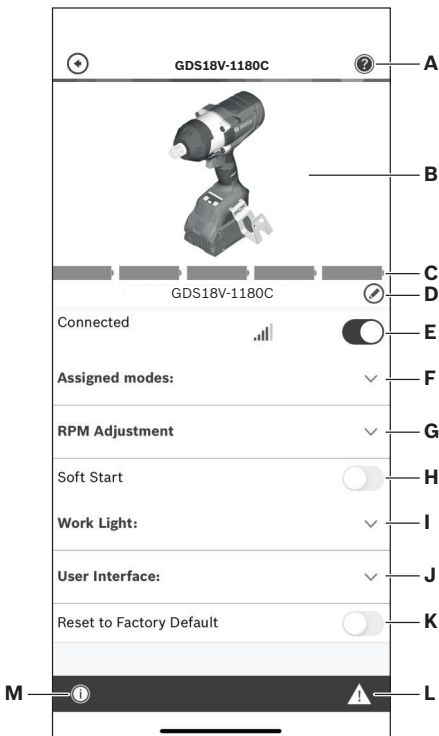 GDS18V-1180C
?
A
B
C
GDS18V-1180C
D
Connected
E
Assigned modes:
F
RPM Adjustment
G
Soft Start
H
Work Light:
I
User Interface:
J
Reset to Factory Default
K
M
i
L